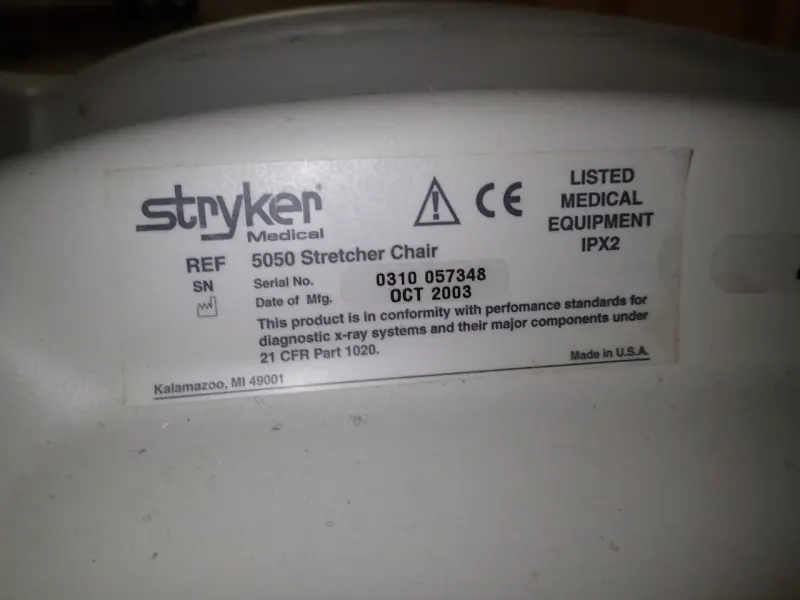 stryker
Medical
CE
LISTED
MEDICAL
EQUIPMENT
IPX2
REF 5050 Stretcher Chair
SN Serial No. 0310 057348
Date of Mfg. OCT 2003
This product is in conformity with perfomance standards for
diagnostic x-ray systems and their major components under
21 CFR Part 1020.
Kalamazoo, MI 49001
Made in U.S.A.